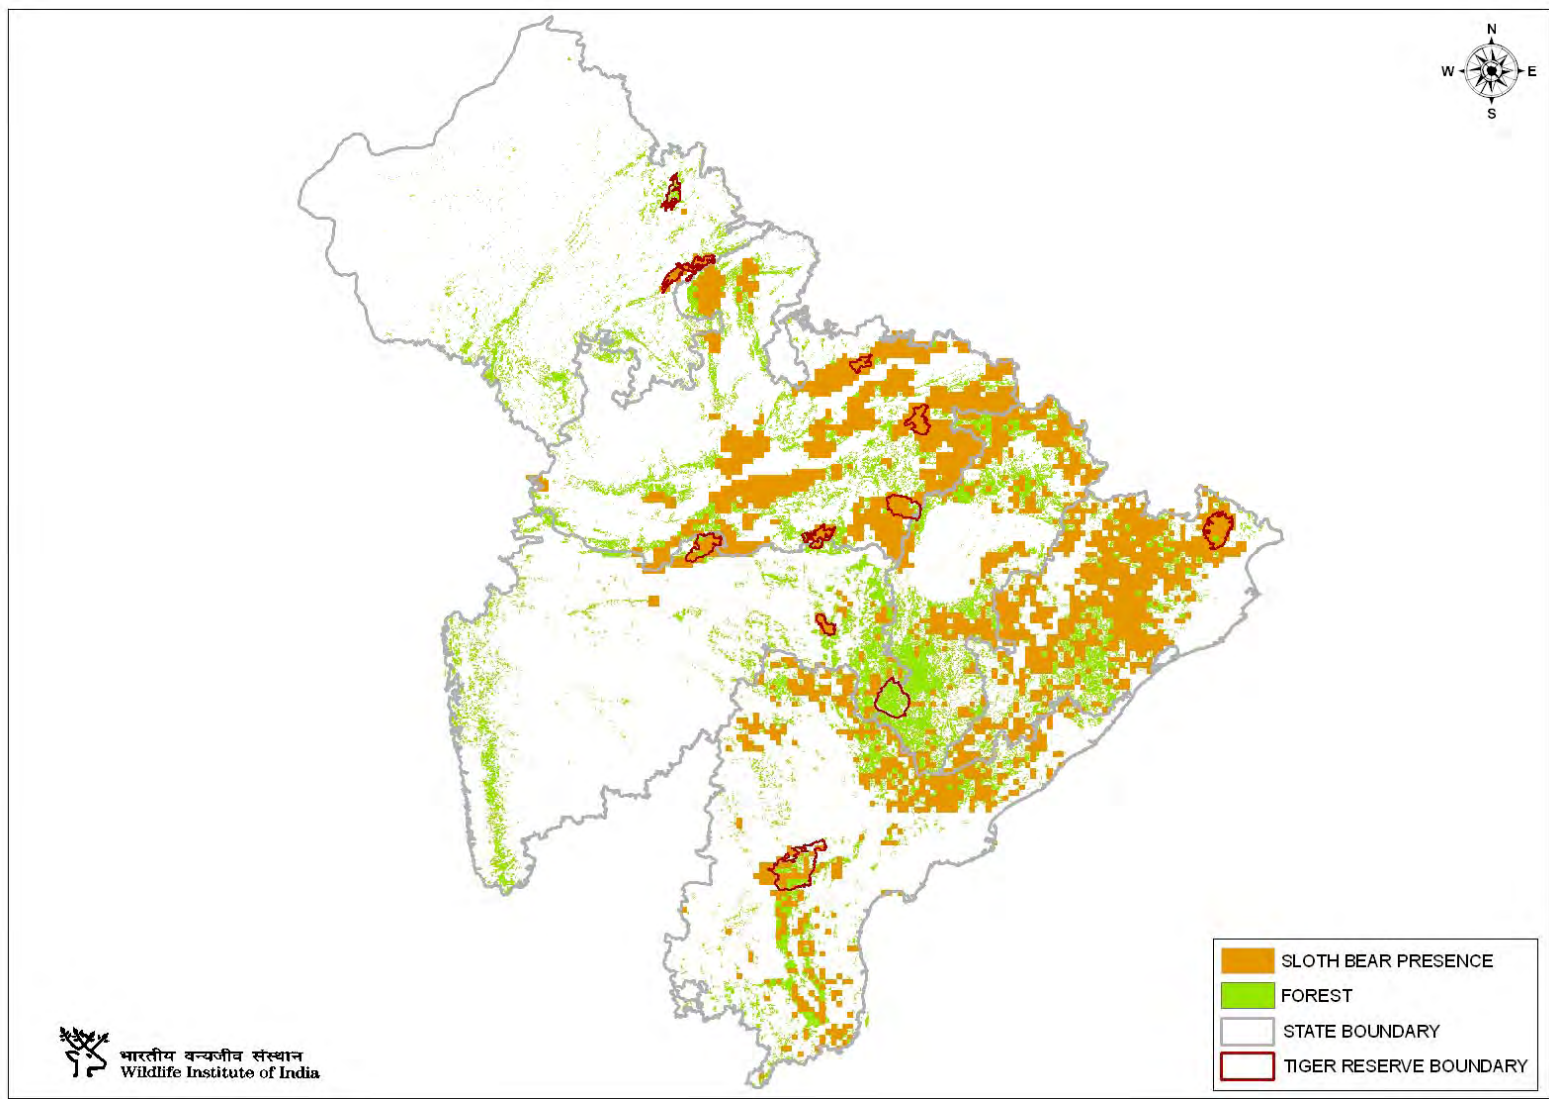 N
W E
S
SLOTH BEAR PRESENCE
FOREST
STATE BOUNDARY
TIGER RESERVE BOUNDARY
भारतीय वन्यजीव संस्थान
Wildlife Institute of India